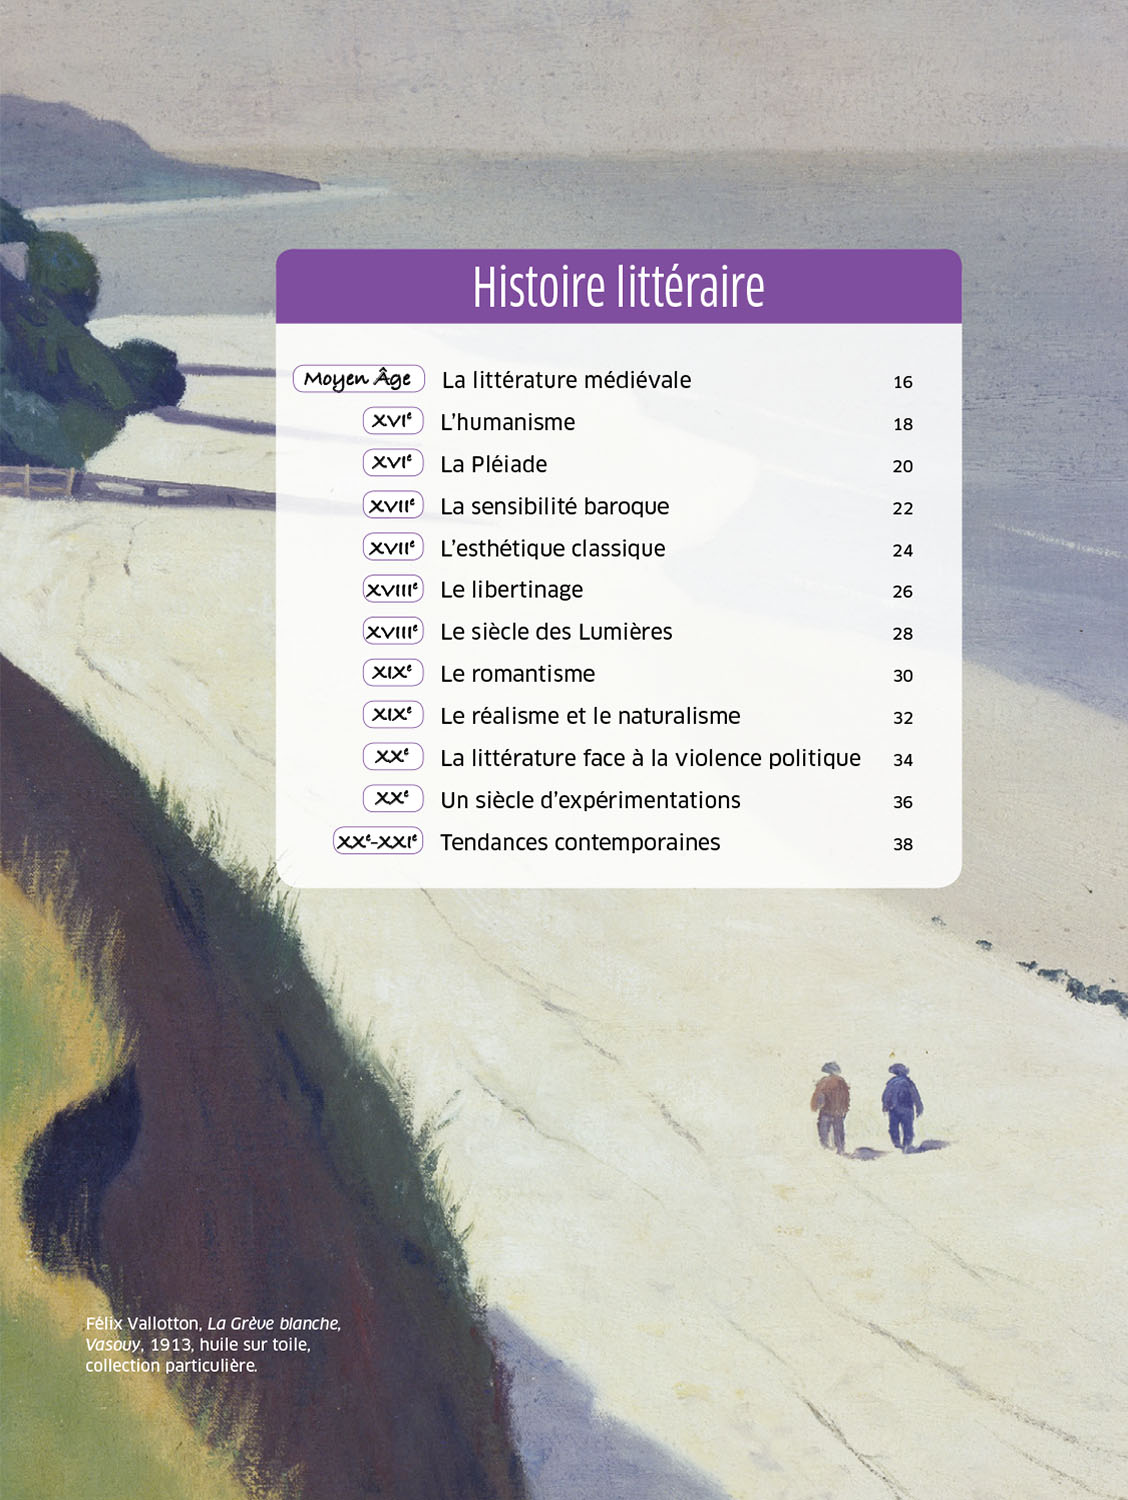 Histoire littéraire
Moyen Âge La littérature médiévale 16
XVIe L’humanisme 18
XVIe La Pléiade 20
XVIIe La sensibilité baroque 22
XVIIe L’esthétique classique 24
XVIIIe Le libertinage 26
XVIIIe Le siècle des Lumières 28
XIXe Le romantisme 30
XIXe Le réalisme et le naturalisme 32
XXe La littérature face à la violence politique 34
XXe Un siècle d’expérimentations 36
XXe-XXIe Tendances contemporaines 38
Félix Vallotton, La Grève blanche,
Vasouy, 1913, huile sur toile,
collection particulière.